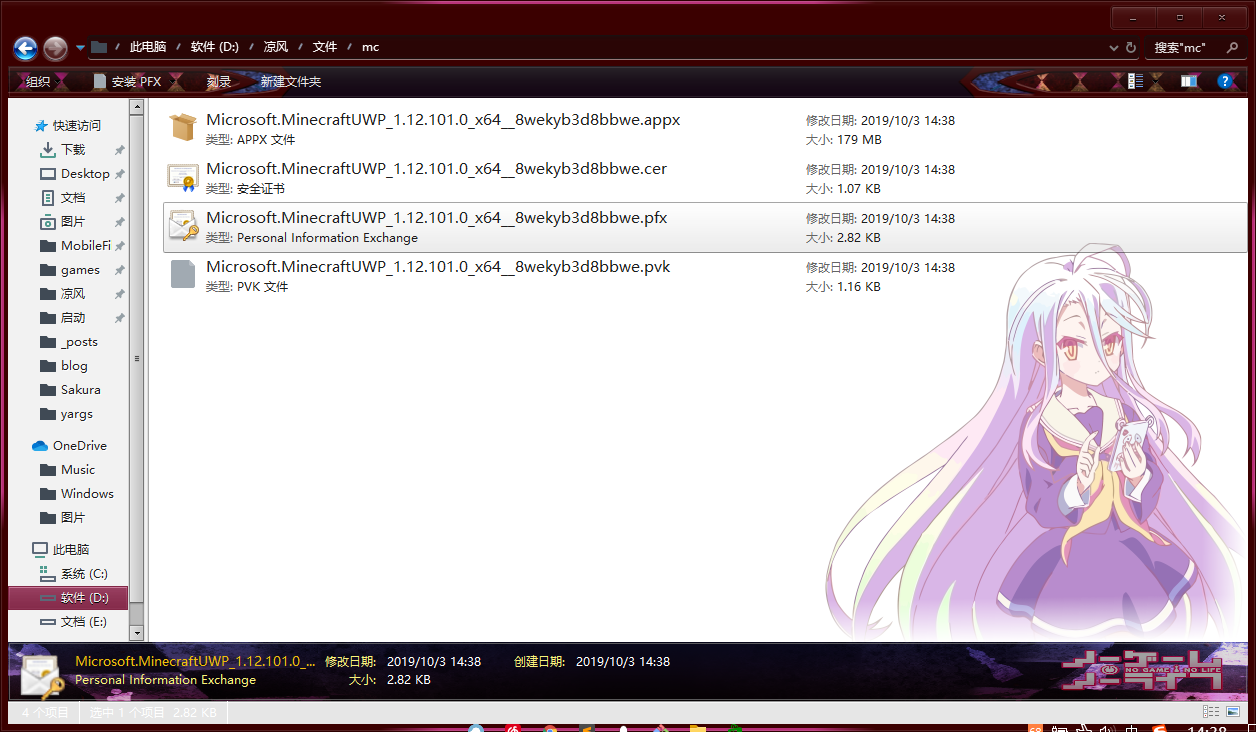 此电脑 / 软件 (D:) / 凉风 / 文件 / mc
搜索"mc"
组织 安装 PFX 刻录 新建文件夹
快速访问
下载
Desktop
文档
图片
MobileFi
games
凉风
启动
_posts
blog
Sakura
yargs
OneDrive
Music
Windows
图片
此电脑
系统 (C:)
软件 (D:)
文档 (E:)
Microsoft.MinecraftUWP_1.12.101.0_x64__8wekyb3d8bbwe.appx
类型: APPX 文件
修改日期: 2019/10/3 14:38
大小: 179 MB
Microsoft.MinecraftUWP_1.12.101.0_x64__8wekyb3d8bbwe.cer
类型: 安全证书
修改日期: 2019/10/3 14:38
大小: 1.07 KB
Microsoft.MinecraftUWP_1.12.101.0_x64__8wekyb3d8bbwe.pfx
类型: Personal Information Exchange
修改日期: 2019/10/3 14:38
大小: 2.82 KB
Microsoft.MinecraftUWP_1.12.101.0_x64__8wekyb3d8bbwe.pvk
类型: PVK 文件
修改日期: 2019/10/3 14:38
大小: 1.16 KB
Microsoft.MinecraftUWP_1.12.101.0_... 修改日期: 2019/10/3 14:38 创建日期: 2019/10/3 14:38
Personal Information Exchange 大小: 2.82 KB
NO GAME NO LIFE
4 个项目 选中 1 个项目 2.82 KB